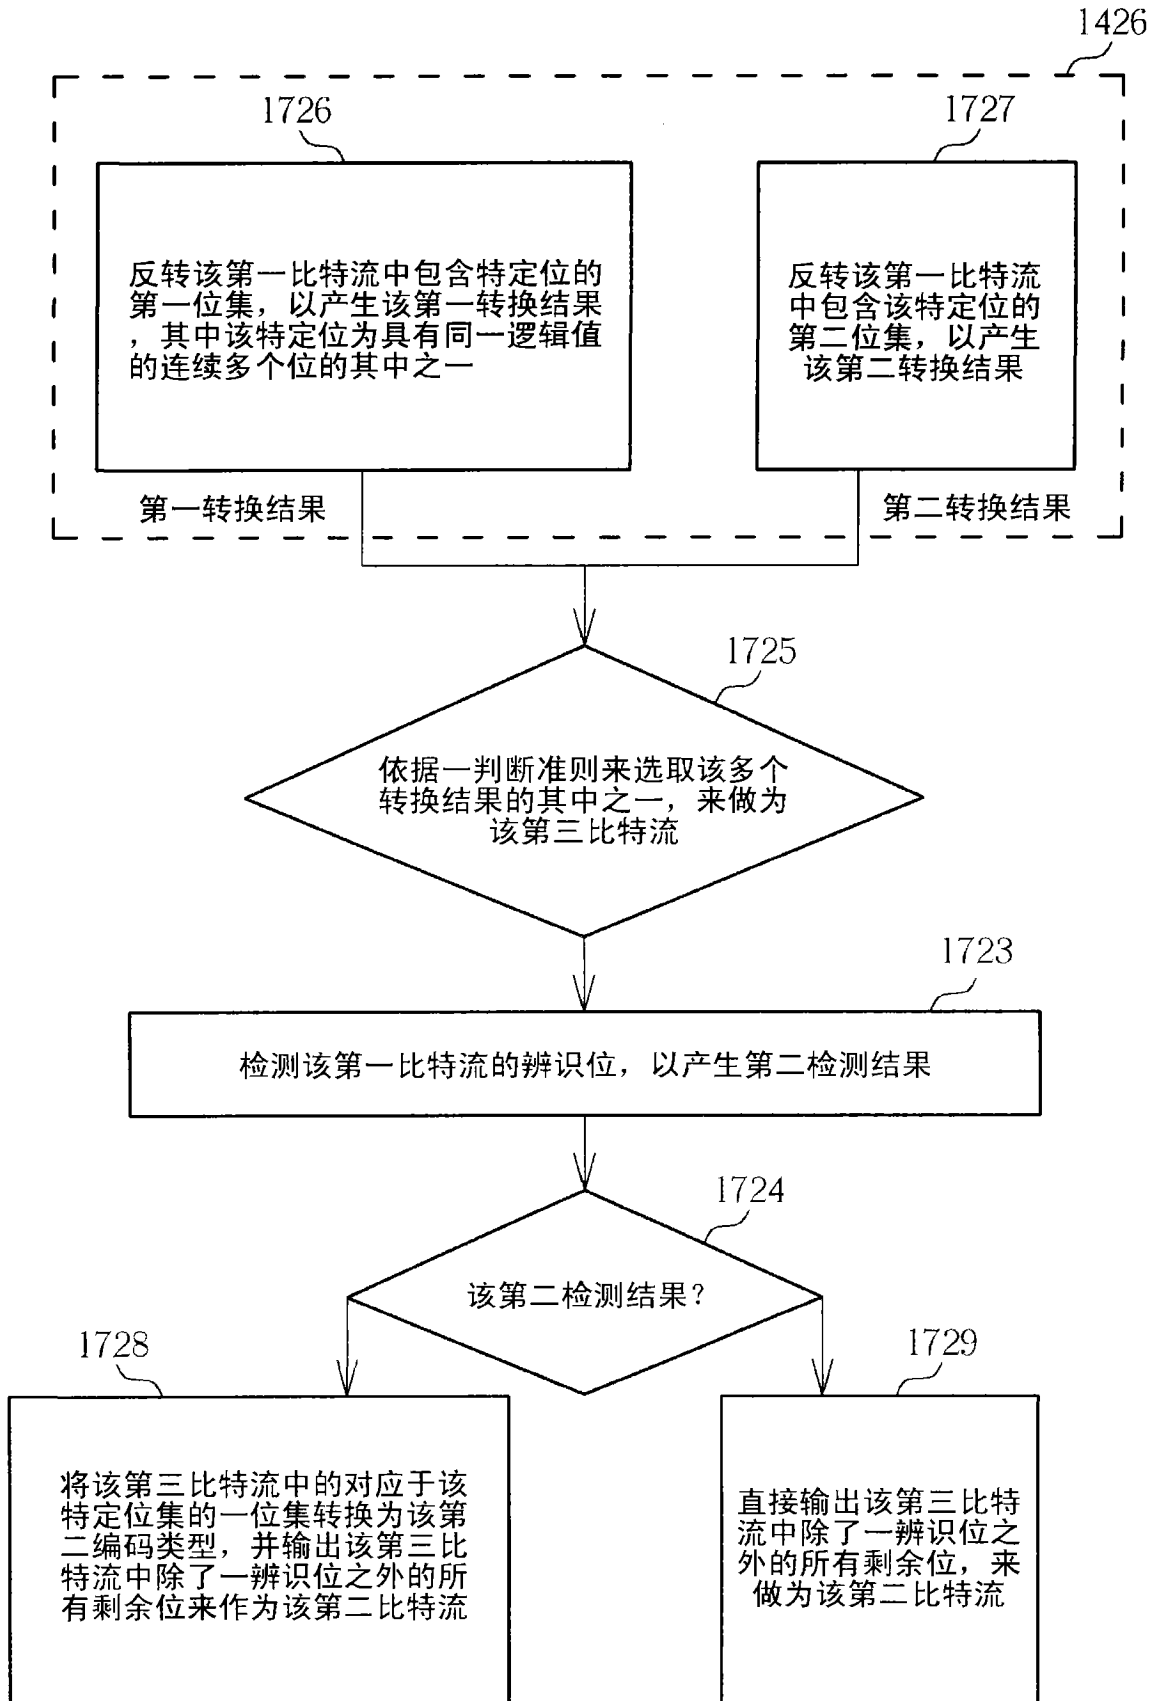 1426
1726
1727
反转该第一比特流中包含特定位的
第一位集，以产生该第一转换结果
，其中该特定位为具有同一逻辑值
的连续多个位的其中之一
反转该第一比特流
中包含该特定位的
第二位集，以产生
该第二转换结果
第一转换结果
第二转换结果
1725
依据一判断准则来选取该多个
转换结果的其中之一，来做为
该第三比特流
1723
检测该第一比特流的辨识位，以产生第二检测结果
1724
该第二检测结果？
1728
1729
将该第三比特流中的对应于该
特定位集的一位集转换为该第
二编码类型，并输出该第三比
特流中除了一辨识位之外的所
有剩余位来作为该第二比特流
直接输出该第三比特
流中除了一辨识位之
外的所有剩余位，来
做为该第二比特流